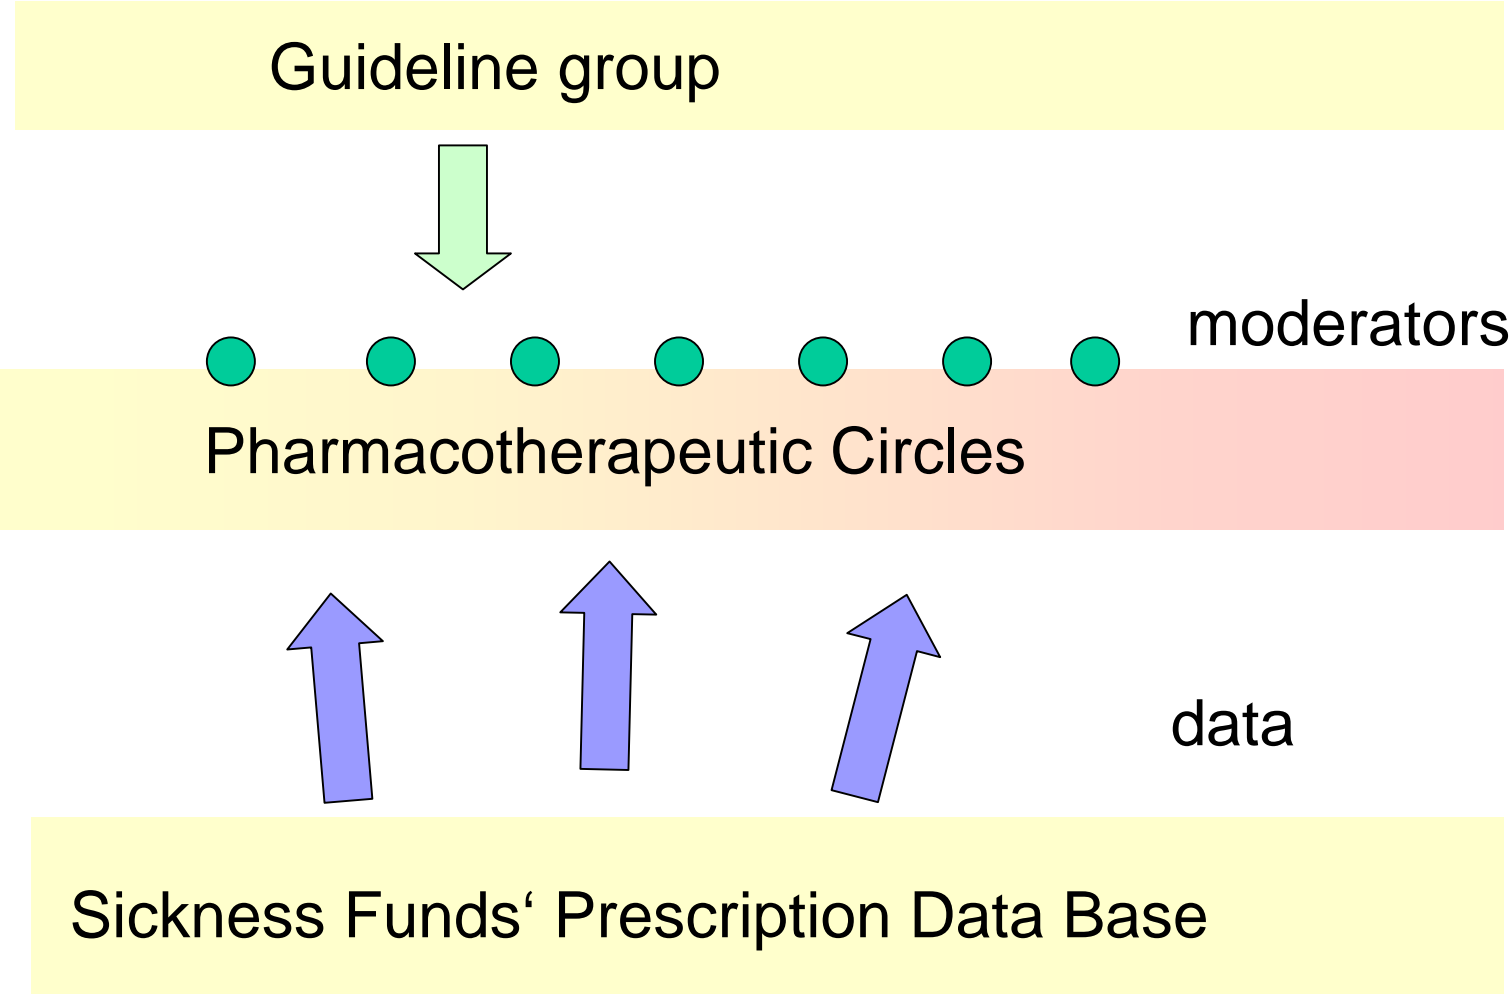 Guideline group
moderators
Pharmacotherapeutic Circles
data
Sickness Funds‘ Prescription Data Base